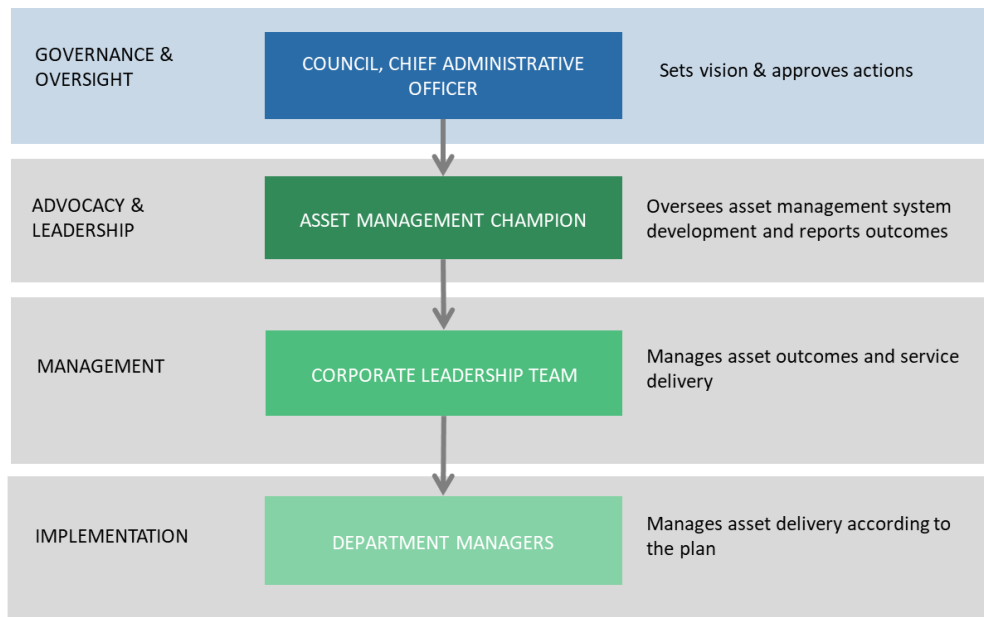 GOVERNANCE &
OVERSIGHT
COUNCIL, CHIEF ADMINISTRATIVE
OFFICER
Sets vision & approves actions
ADVOCACY &
LEADERSHIP
ASSET MANAGEMENT CHAMPION
Oversees asset management system
development and reports outcomes
MANAGEMENT
CORPORATE LEADERSHIP TEAM
Manages asset outcomes and service
delivery
IMPLEMENTATION
DEPARTMENT MANAGERS
Manages asset delivery according to
the plan